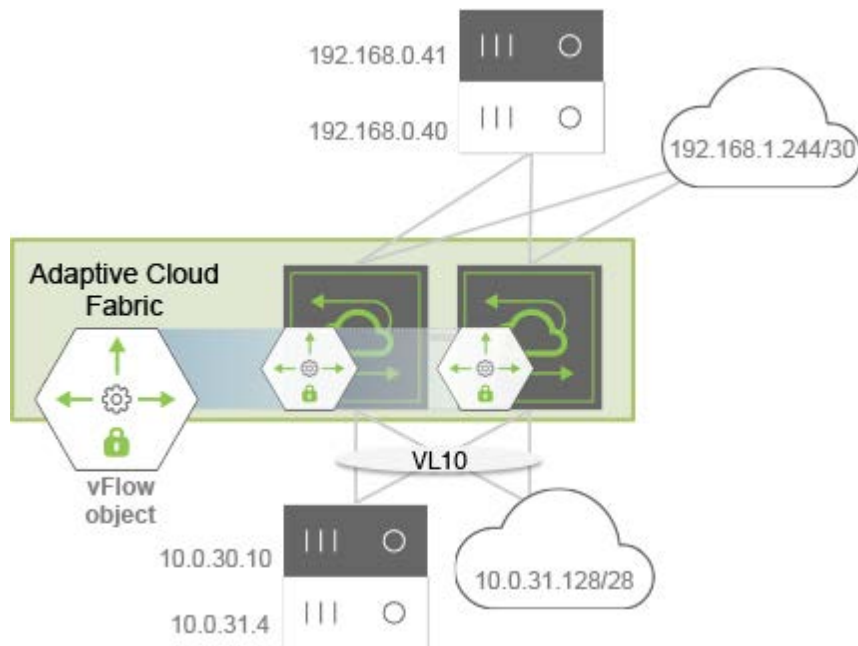 192.168.0.41
192.168.0.40
192.168.1.244/30
Adaptive Cloud
Fabric
vFlow
object
VL10
10.0.30.10
10.0.31.4
10.0.31.128/28